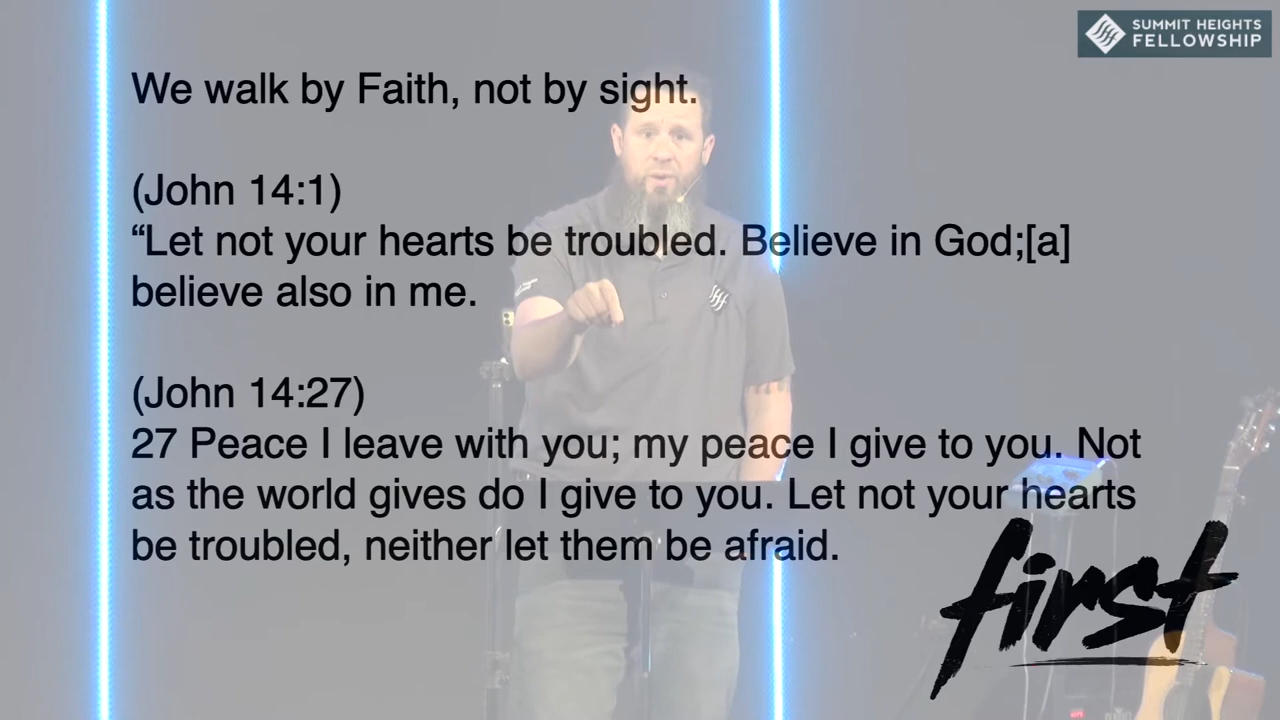 SUMMIT HEIGHTS
FELLOWSHIP
We walk by Faith, not by sight.
(John 14:1)
“Let not your hearts be troubled. Believe in God;[a]
believe also in me.
(John 14:27)
27 Peace I leave with you; my peace I give to you. Not
as the world gives do I give to you. Let not your hearts
be troubled, neither let them be afraid.
first